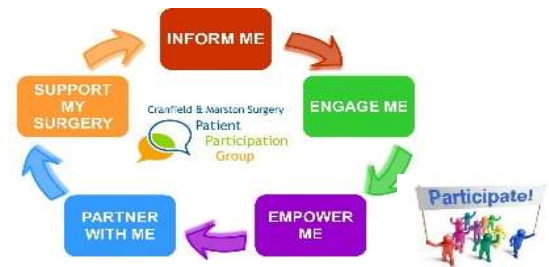 INFORM ME
ENGAGE ME
EMPOWER
ME
PARTNER
WITH ME
SUPPORT
MY
SURGERY
Cranfield & Marston Surgery
Patient
Participation
Group
Participate!